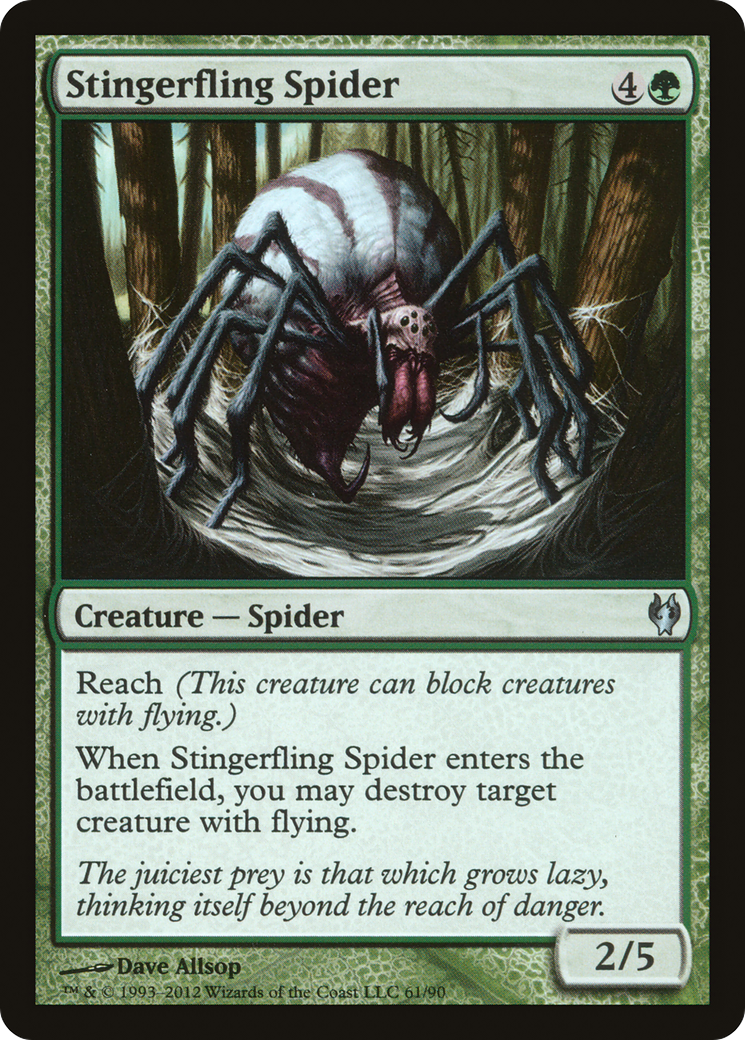 Stingerfling Spider 4
Creature — Spider
Reach (This creature can block creatures
with flying.)
When Stingerfling Spider enters the
battlefield, you may destroy target
creature with flying.
The juiciest prey is that which grows lazy,
thinking itself beyond the reach of danger.
2/5
Dave Allsop
™ & © 1993–2012 Wizards of the Coast LLC 61/90